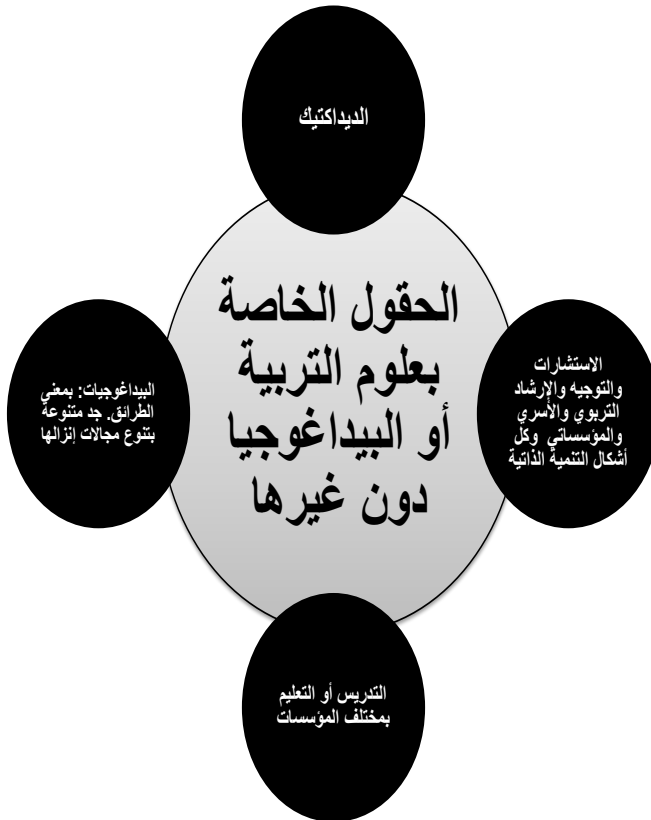 الديداكتيك
الحقول الخاصة
بعلوم التربية
أو البيداغوجيا
دون غيرها
الاستشارات
والتوجيه والإرشاد
التربوي والأسري
والمؤسساتي وكل
أشكال التنمية الذاتية
البيداغوجيات: بمعنى
الطرائق. جد متنوعة
بتنوع مجالات إنزالها
التدريس أو التعليم
بمختلف المؤسسات